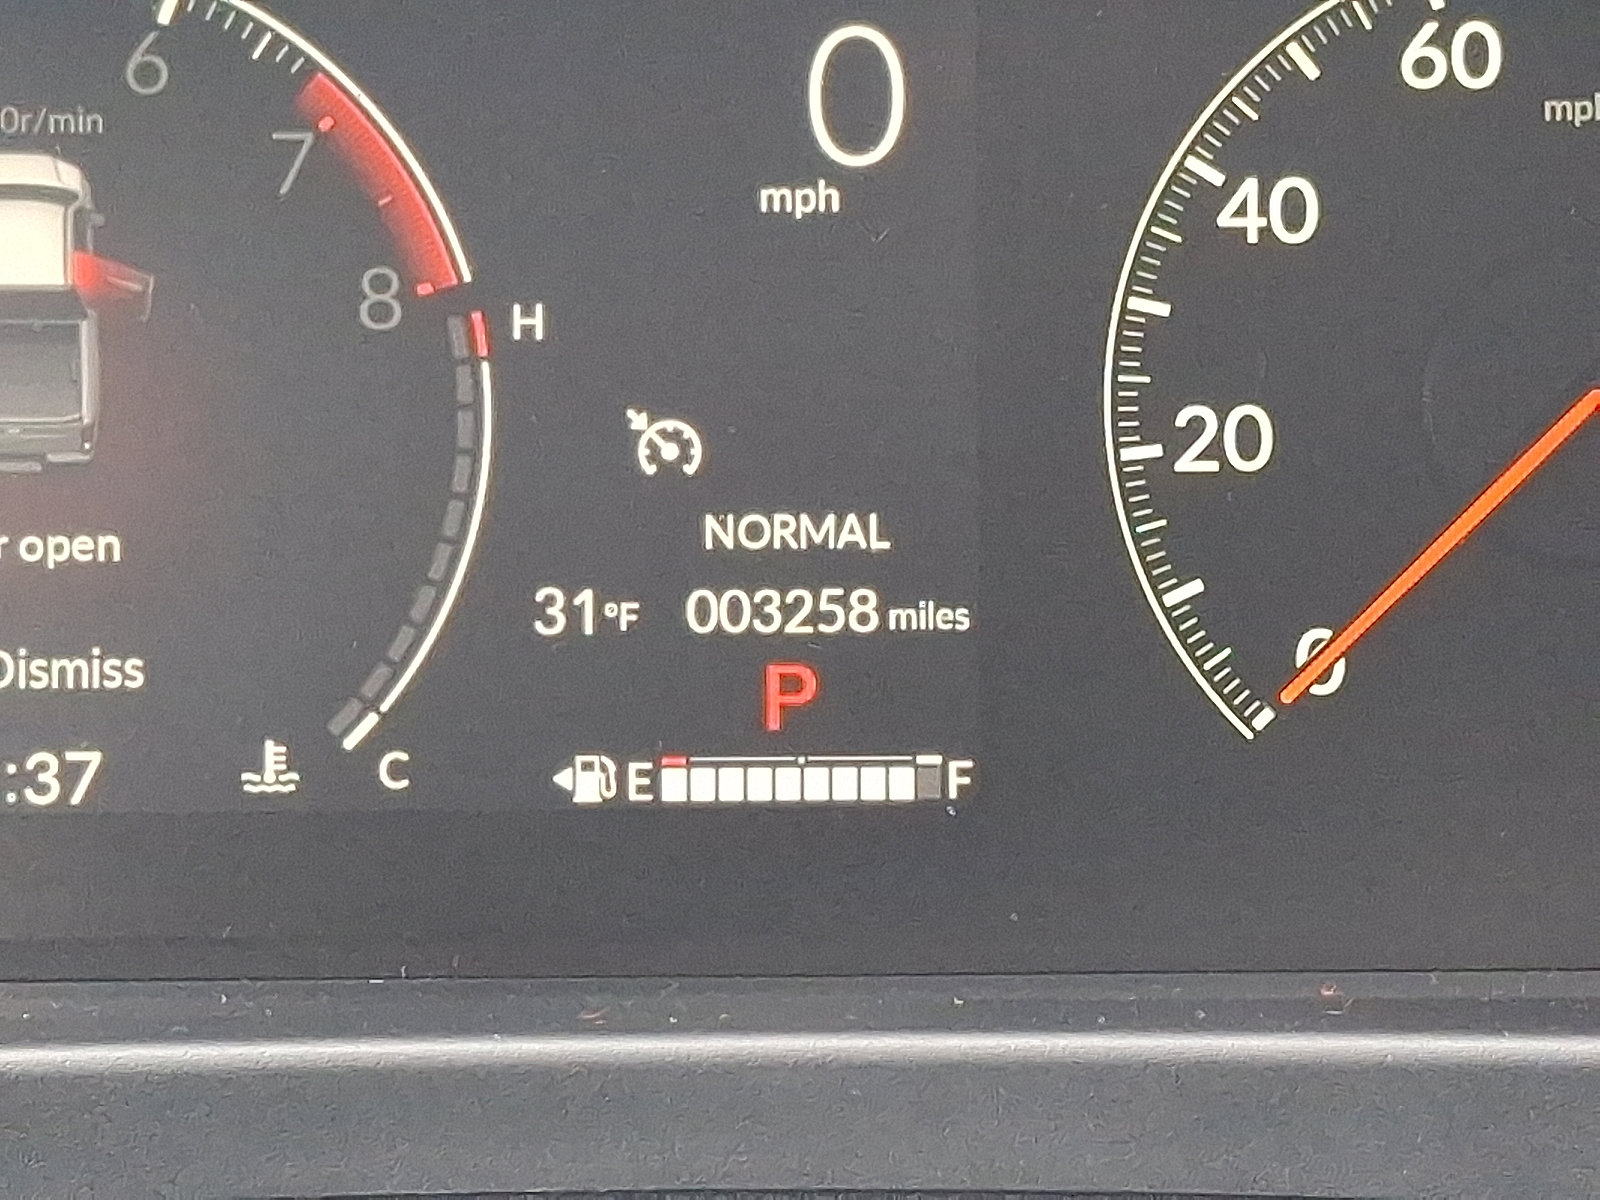 6
0r/min
7
8
H
r open
Dismiss
:37
C
0
mph
NORMAL
31°F 003258 miles
P
E F
60
mph
40
20
0